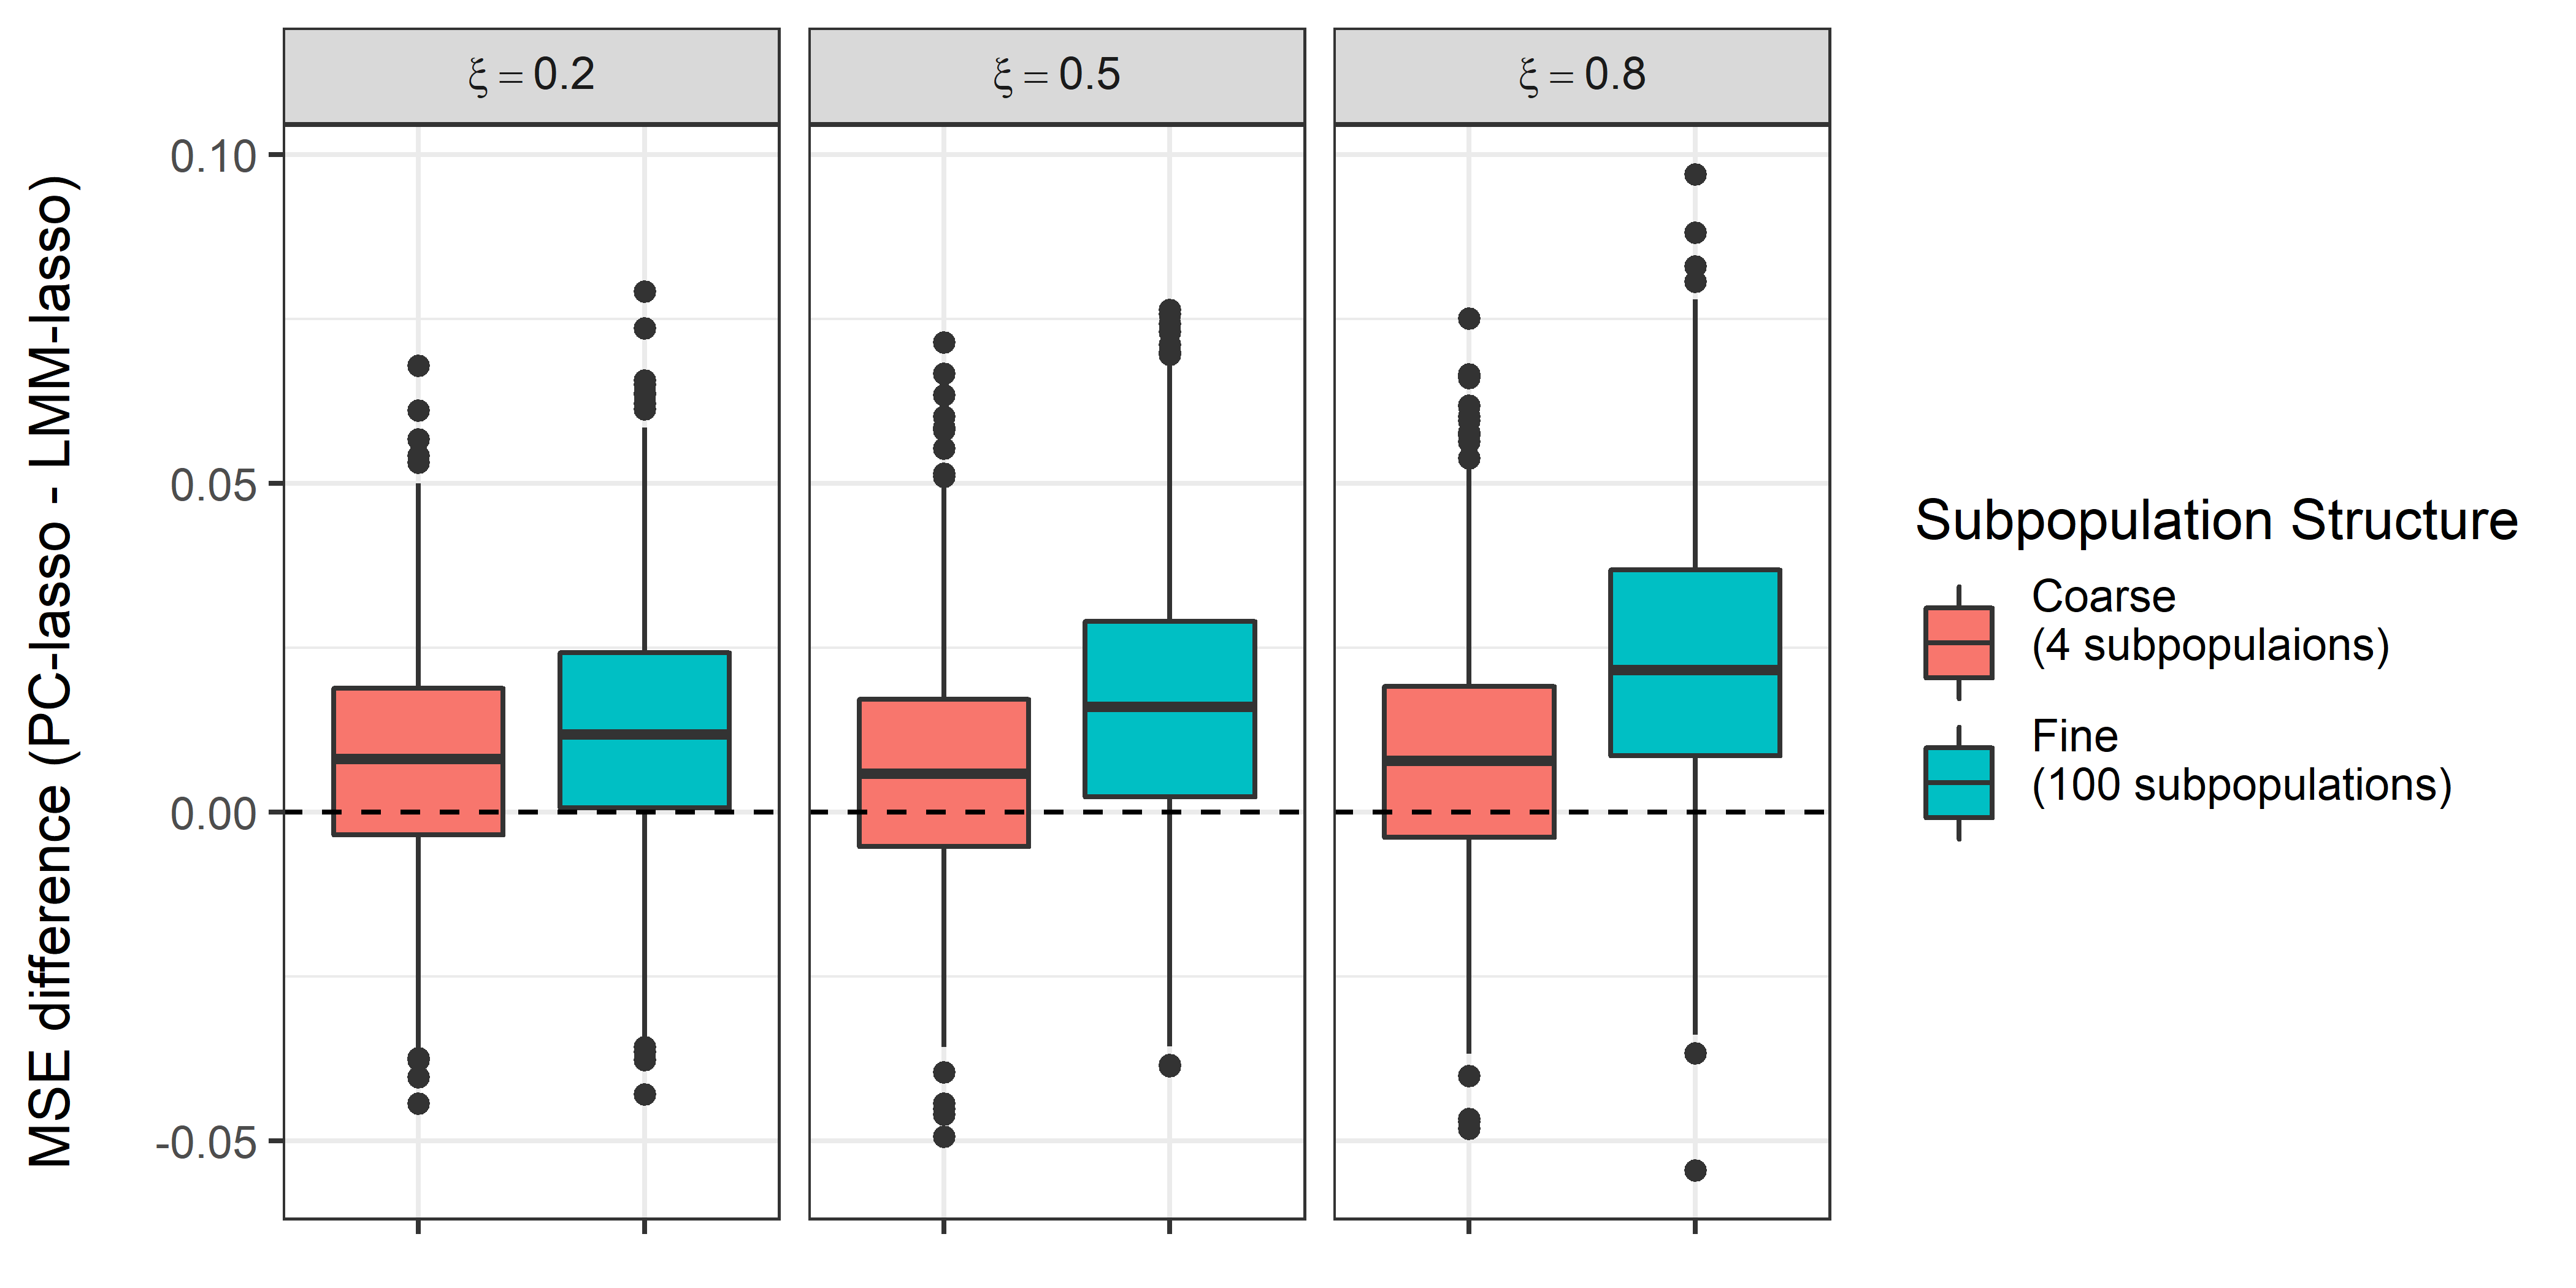 ξ = 0.2
ξ = 0.5
ξ = 0.8
MSE difference (PC-lasso - LMM-lasso)
0.10
0.05
0.00
-0.05
Subpopulation Structure
Coarse
(4 subpopulaions)
Fine
(100 subpopulations)